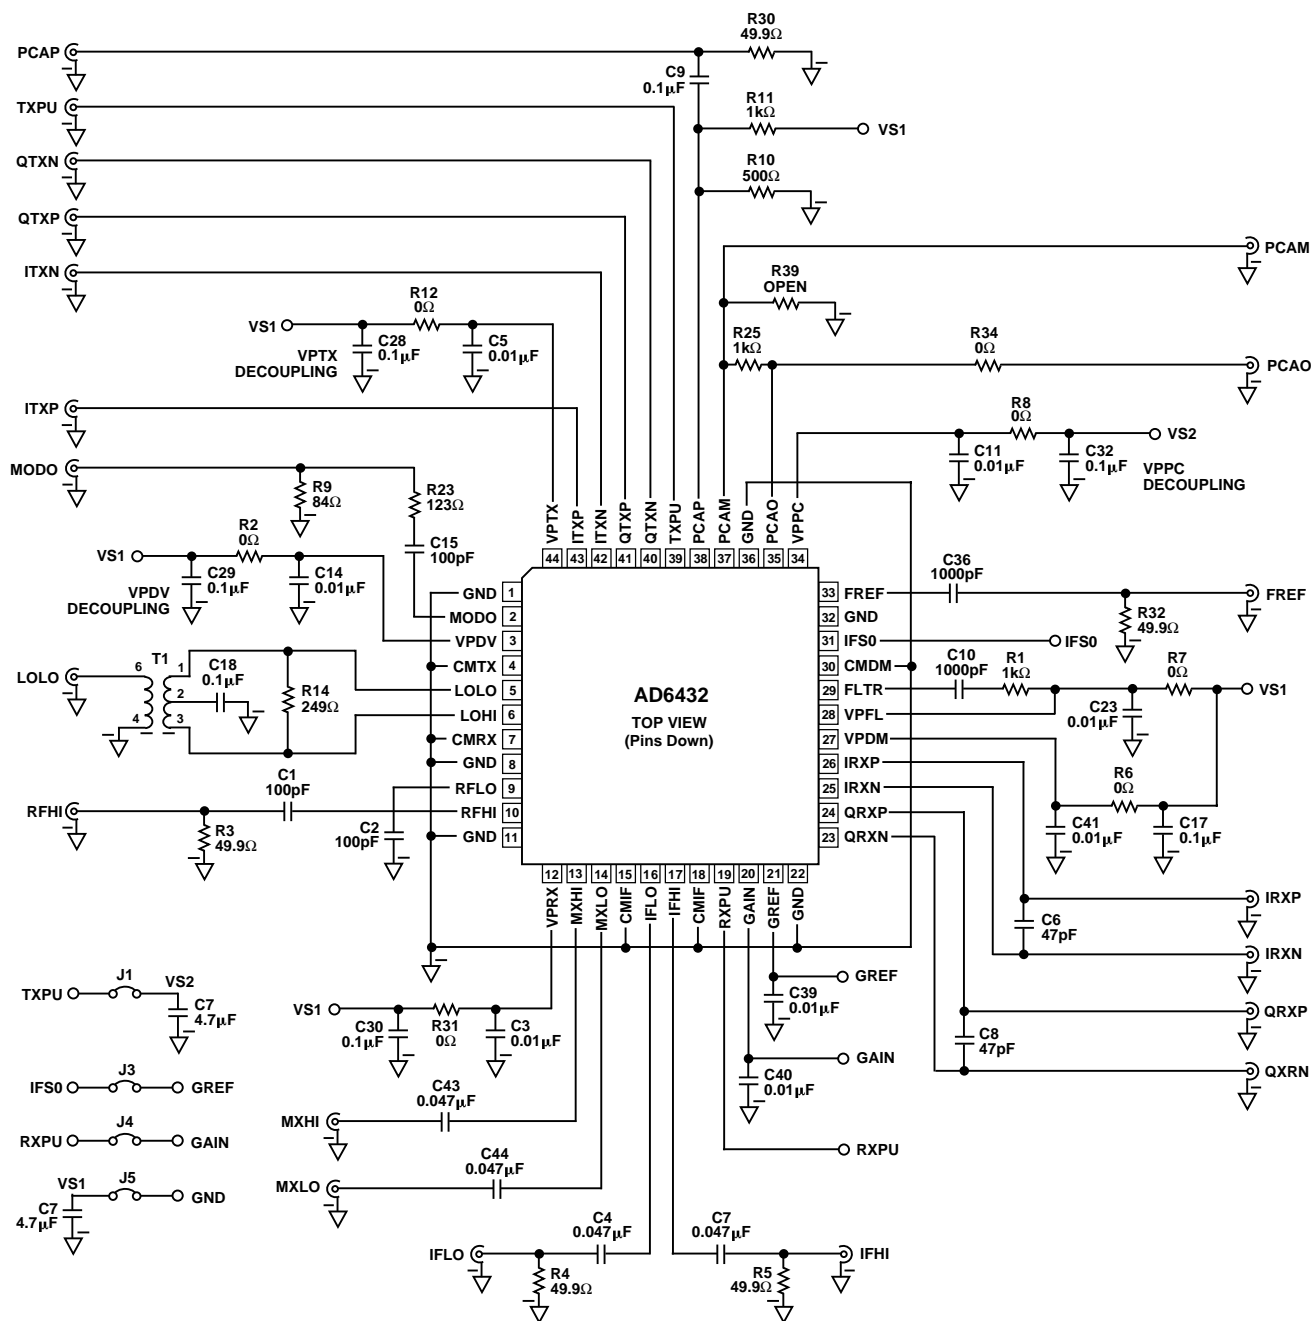 PCAP
R30
49.9Ω
C9
0.1µF
TXPU
R11
1kΩ
VS1
QTXN
R10
500Ω
QTXP
PCAM
ITXN
R39
OPEN
R12
0Ω
VS1
C28
0.1µF
C5
0.01µF
VPTX
DECOUPLING
R25
1kΩ
R34
0Ω
PCAO
ITXP
R8
0Ω
VS2
C11
0.01µF
C32
0.1µF
VPPC
DECOUPLING
MODO
R9
84Ω
R23
123Ω
C15
100pF
R2
0Ω
VS1
C29
0.1µF
C14
0.01µF
VPDV
DECOUPLING
VPTX
ITXP
ITXN
QTXP
QTXN
TXPU
PCAP
PCAM
GND
PCAO
VPPC
44
43
42
41
40
39
38
37
36
35
34
GND 1
MODO 2
VPDV 3
CMTX 4
LOLO 5
LOHI 6
CMRX 7
GND 8
RFLO 9
RFHI 10
GND 11
AD6432
TOP VIEW
(Pins Down)
33 FREF
32 GND
31 IFS0
30 CMDM
29 FLTR
28 VPFL
27 VPDM
26 IRXP
25 IRXN
24 QRXP
23 QRXN
C36
1000pF
FREF
R32
49.9Ω
IFS0
C10
1000pF
R1
1kΩ
R7
0Ω
VS1
C23
0.01µF
R6
0Ω
C41
0.01µF
C17
0.1µF
LOLO
T1
6
4
1
2
3
C18
0.1µF
R14
249Ω
RFHI
C1
100pF
R3
49.9Ω
C2
100pF
12
13
14
15
16
17
18
19
20
21
22
VPRX
MXHI
MXLO
CMIF
IFLO
IFHI
CMIF
RXPU
GAIN
GREF
GND
IRXP
C6
47pF
IRXN
QRXP
C8
47pF
QXRN
GREF
C39
0.01µF
GAIN
C40
0.01µF
RXPU
TXPU
J1
VS2
C7
4.7µF
VS1
C30
0.1µF
R31
0Ω
C3
0.01µF
IFS0
J3
GREF
C43
0.047µF
MXHI
RXPU
J4
GAIN
C44
0.047µF
MXLO
VS1
J5
GND
C7
4.7µF
IFLO
C4
0.047µF
R4
49.9Ω
C7
0.047µF
IFHI
R5
49.9Ω